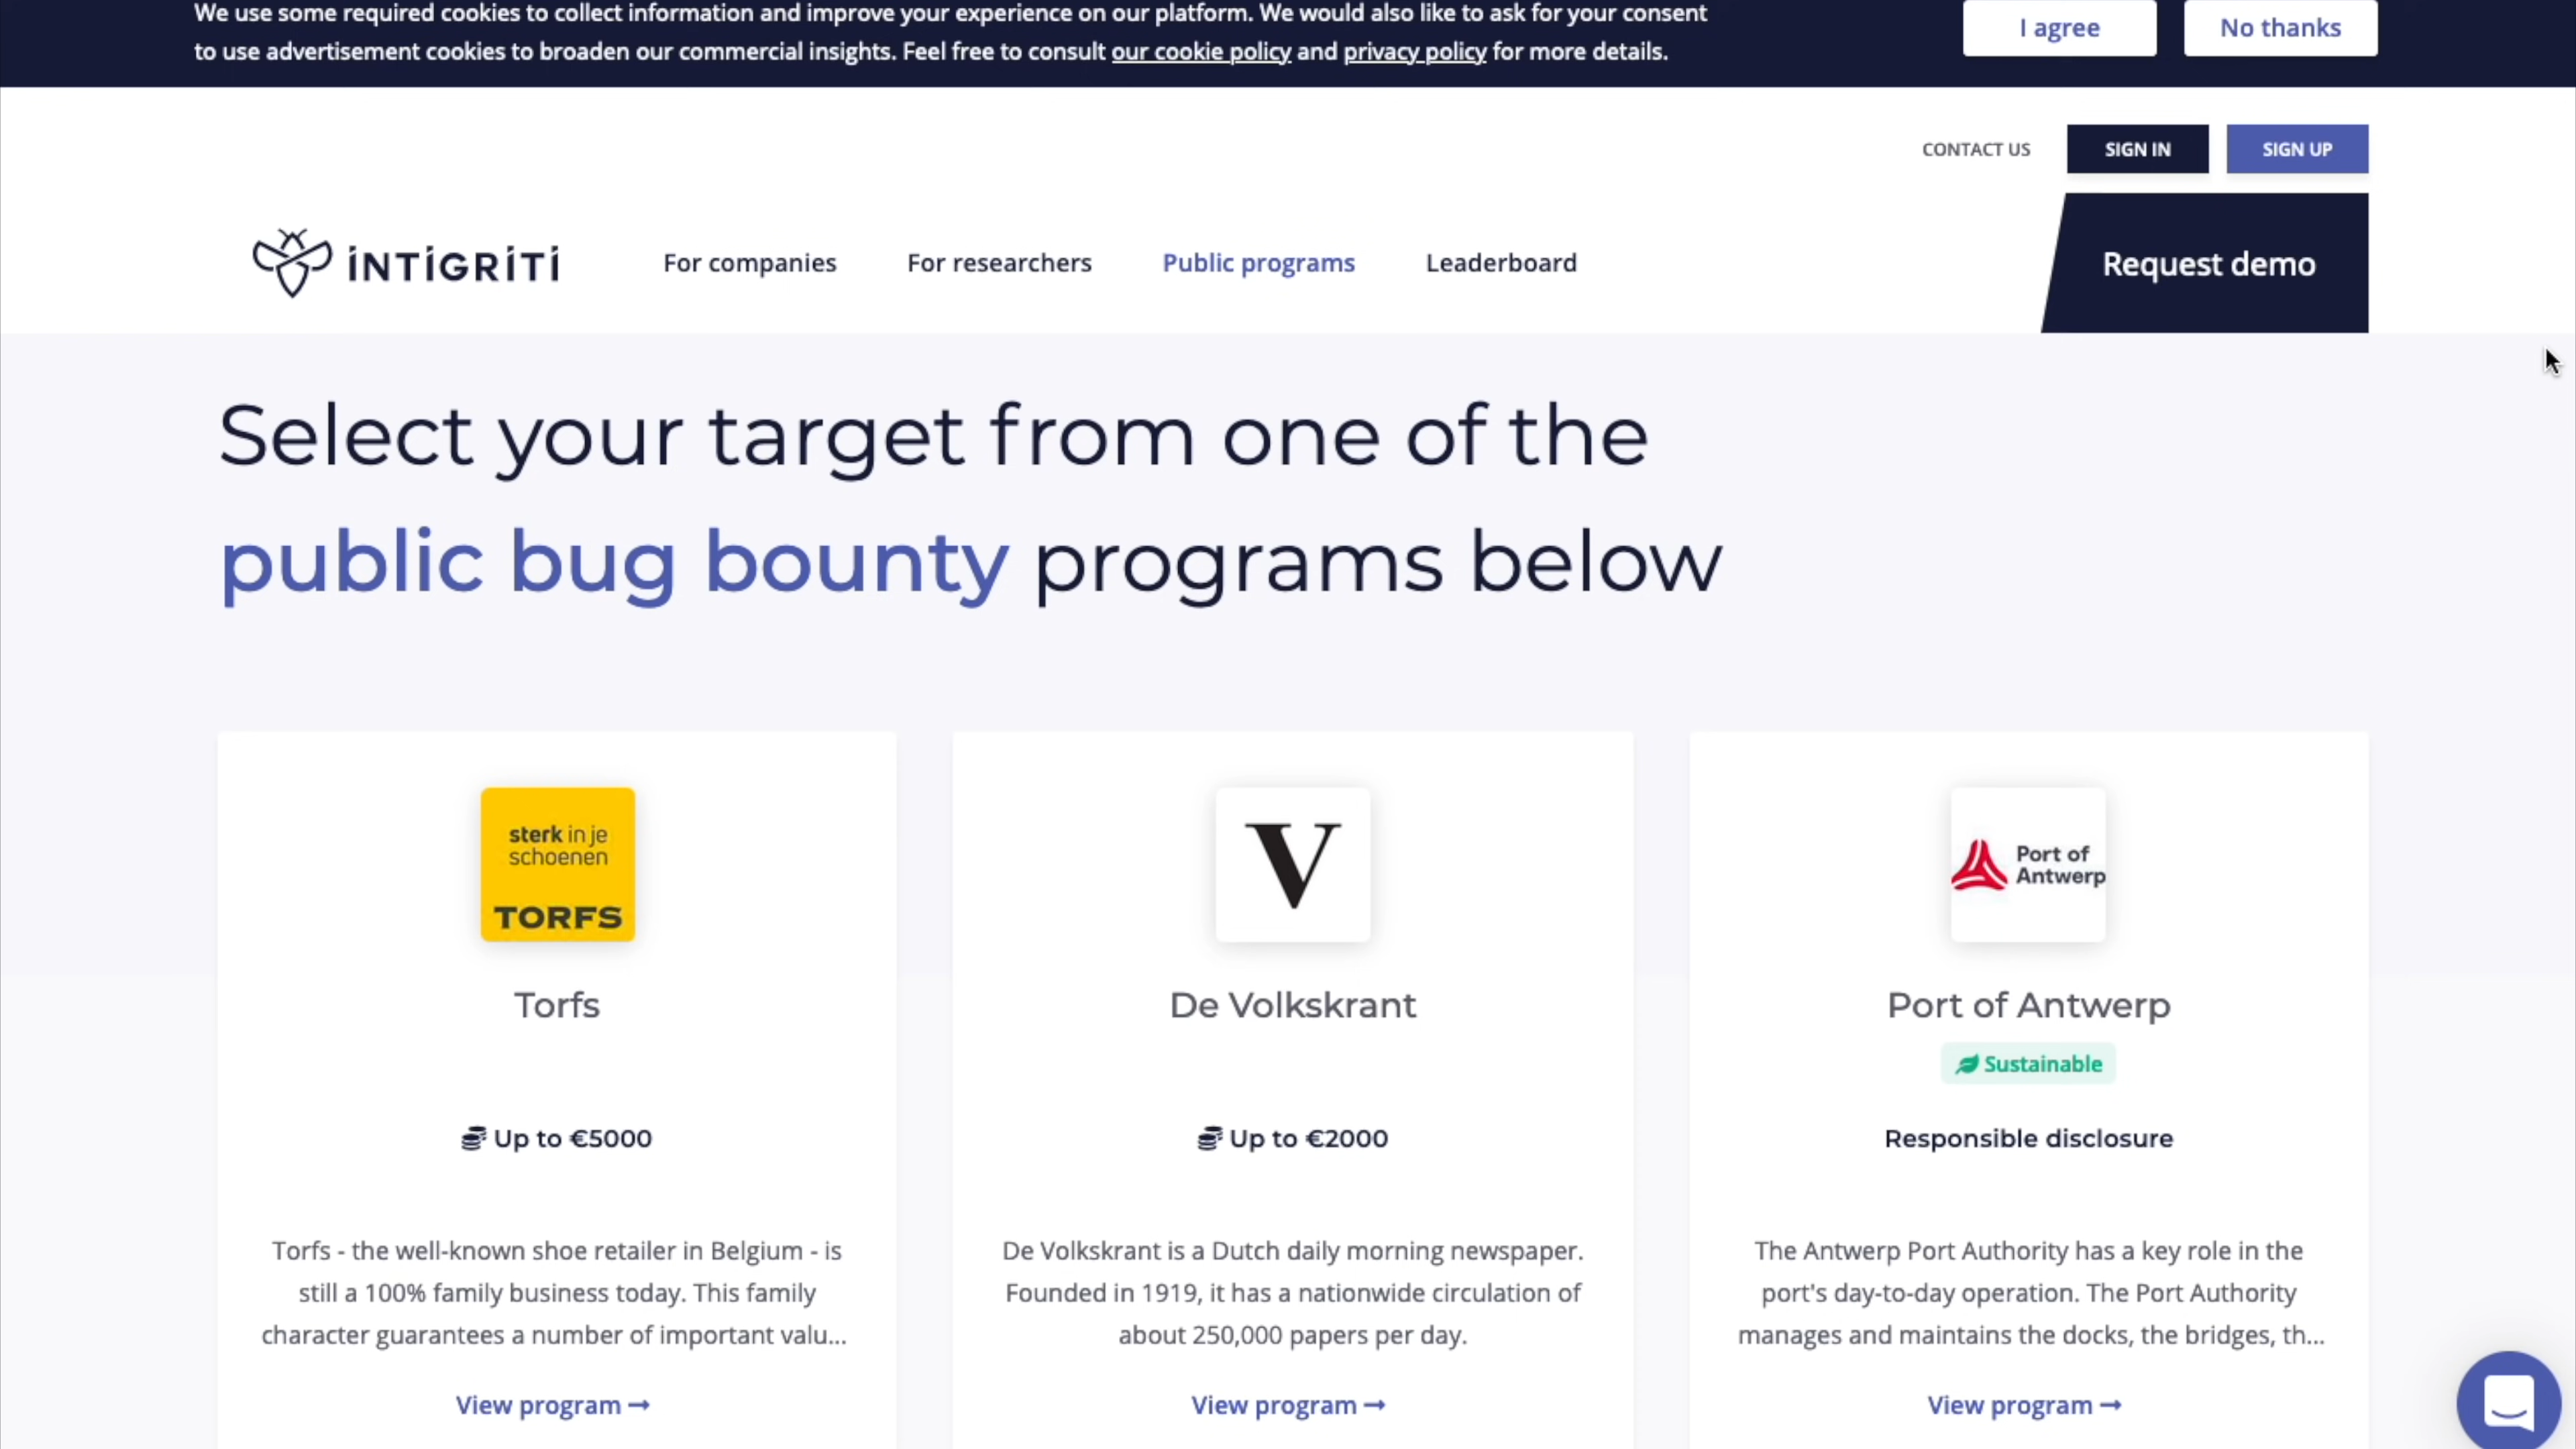 We use some required cookies to collect information and improve your experience on our platform. We would also like to ask for your consent
to use advertisement cookies to broaden our commercial insights. Feel free to consult our cookie policy and privacy policy for more details.
I agree
No thanks
CONTACT US
SIGN IN
SIGN UP
INTIGRITI
For companies
For researchers
Public programs
Leaderboard
Request demo
Select your target from one of the
public bug bounty programs below
sterk in je
schoenen
TORFS
Torfs
Up to €5000
Torfs - the well-known shoe retailer in Belgium - is
still a 100% family business today. This family
character guarantees a number of important valu...
View program →
V
De Volkskrant
Up to €2000
De Volkskrant is a Dutch daily morning newspaper.
Founded in 1919, it has a nationwide circulation of
about 250,000 papers per day.
View program →
Port of
Antwerp
Port of Antwerp
Sustainable
Responsible disclosure
The Antwerp Port Authority has a key role in the
port's day-to-day operation. The Port Authority
manages and maintains the docks, the bridges, th...
View program →